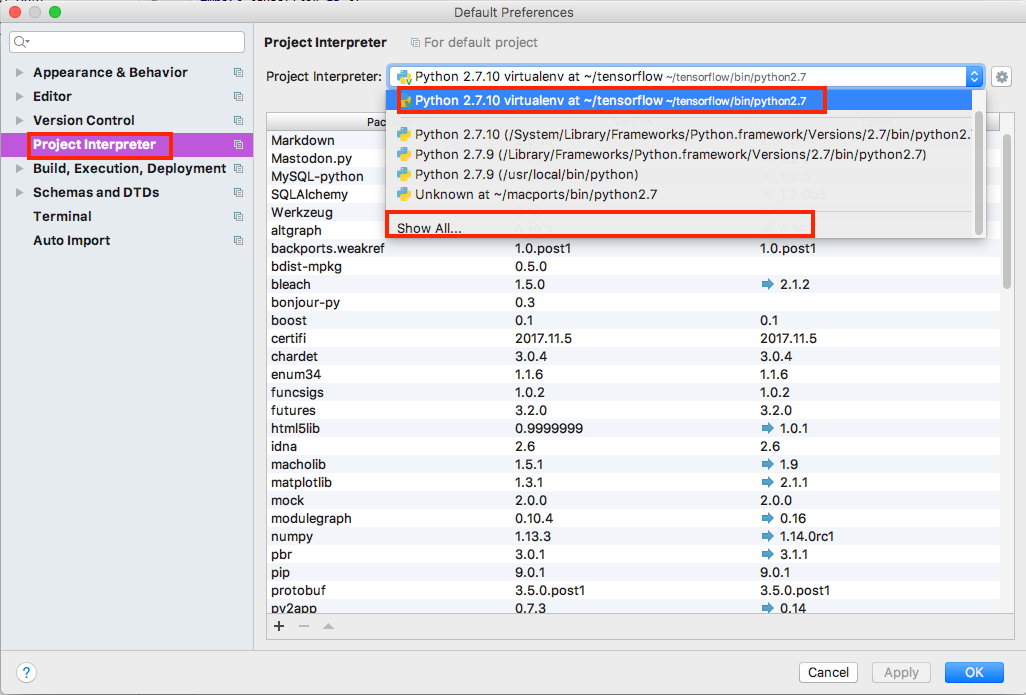 Default Preferences
Project Interpreter For default project
Appearance & Behavior
Editor
Version Control
Project Interpreter
Build, Execution, Deployment
Schemas and DTDs
Terminal
Auto Import
Project Interpreter: Python 2.7.10 virtualenv at ~/tensorflow ~/tensorflow/bin/python2.7
Python 2.7.10 virtualenv at ~/tensorflow ~/tensorflow/bin/python2.7
Python 2.7.10 (/System/Library/Frameworks/Python.framework/Versions/2.7/bin/python2.
Python 2.7.9 (/Library/Frameworks/Python.framework/Versions/2.7/bin/python2.7)
Python 2.7.9 (/usr/local/bin/python)
Unknown at ~/macports/bin/python2.7
Show All...
Pac
Markdown
Mastodon.py
MySQL-python
SQLAlchemy
Werkzeug
altgraph
backports.weakref 1.0.post1 1.0.post1
bdist-mpkg 0.5.0
bleach 1.5.0 2.1.2
bonjour-py 0.3
boost 0.1 0.1
certifi 2017.11.5 2017.11.5
chardet 3.0.4 3.0.4
enum34 1.1.6 1.1.6
funcsigs 1.0.2 1.0.2
futures 3.2.0 3.2.0
html5lib 0.9999999 1.0.1
idna 2.6 2.6
macholib 1.5.1 1.9
matplotlib 1.3.1 2.1.1
mock 2.0.0 2.0.0
modulegraph 0.10.4 0.16
numpy 1.13.3 1.14.0rc1
pbr 3.0.1 3.1.1
pip 9.0.1 9.0.1
protobuf 3.5.0.post1 3.5.0.post1
py2app 0.7.3 0.14
? Cancel Apply OK